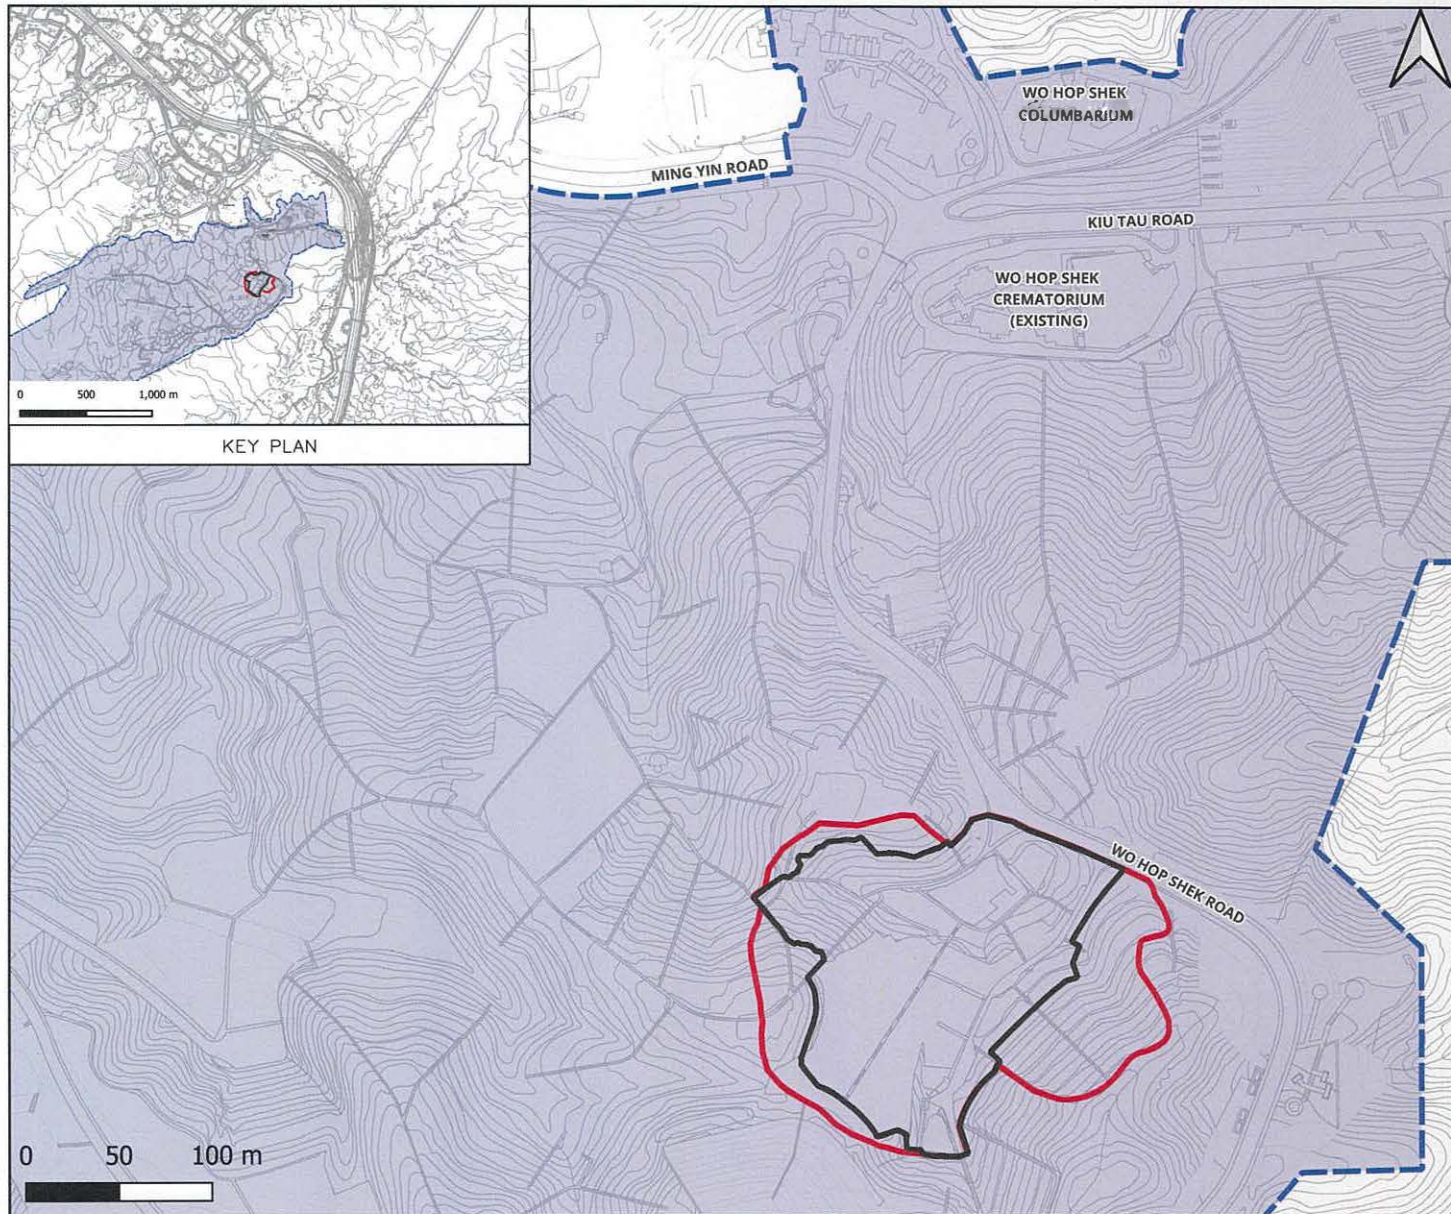 0 500 1,000 m
KEY PLAN
WO HOP SHEK
COLUMBARIUM
MING YIN ROAD
KIU TAU ROAD
WO HOP SHEK
CREMATORIUM
(EXISTING)
WO HOP SHEK ROAD
0 50 100 m